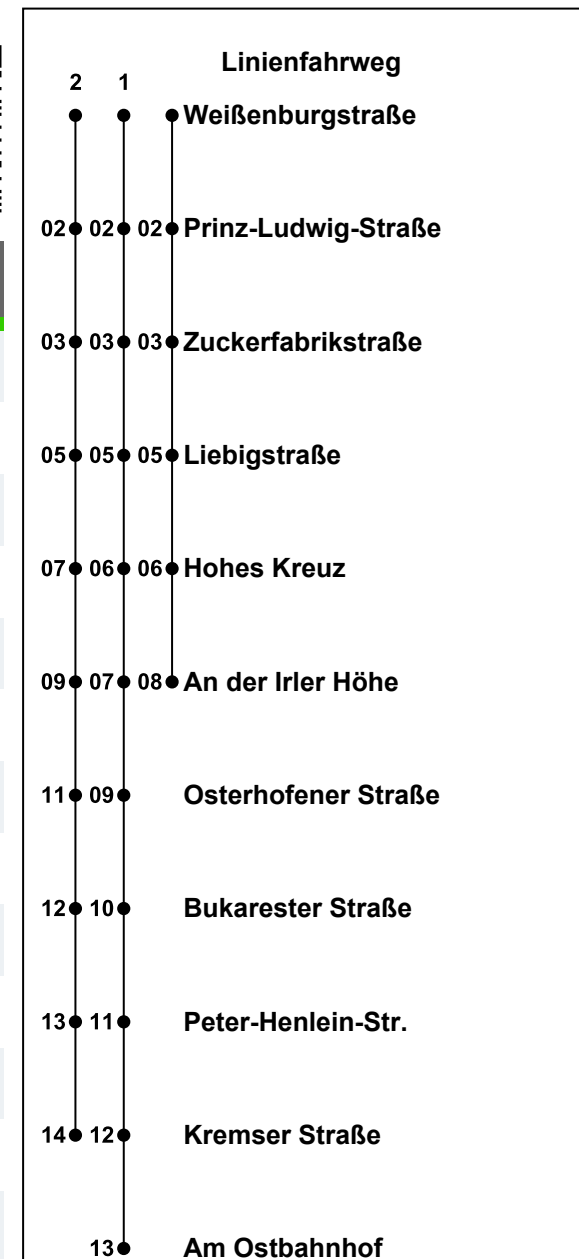 Linienfahrweg
2 1
Weißenburgstraße
02 02 02 Prinz-Ludwig-Straße
03 03 03 Zuckerfabrikstraße
05 05 05 Liebigstraße
07 06 06 Hohes Kreuz
09 07 08 An der Irler Höhe
11 09 Osterhofener Straße
12 10 Bukarester Straße
13 11 Peter-Henlein-Str.
14 12 Kremser Straße
13 Am Ostbahnhof